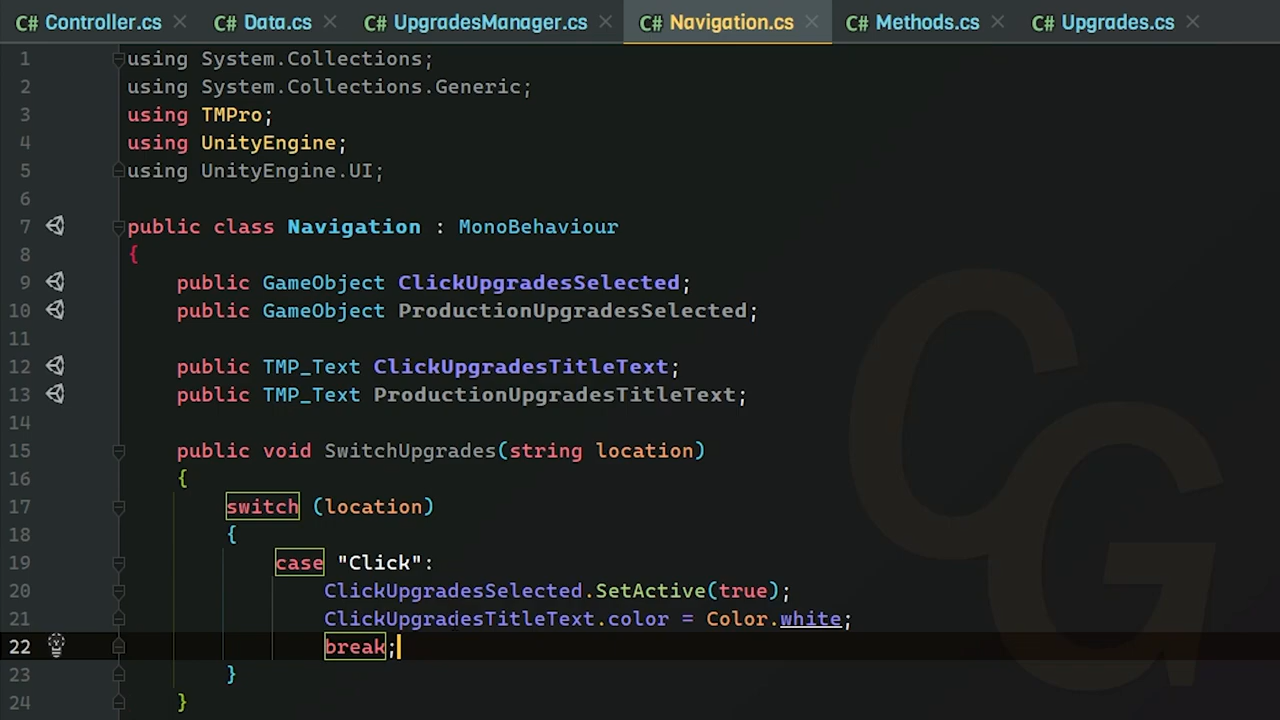 C# Controller.cs × C# Data.cs × C# UpgradesManager.cs × C# Navigation.cs × C# Methods.cs × C# Upgrades.cs ×
1 using System.Collections;
2 using System.Collections.Generic;
3 using TMPro;
4 using UnityEngine;
5 using UnityEngine.UI;
6
7 public class Navigation : MonoBehaviour
8 {
9 public GameObject ClickUpgradesSelected;
10 public GameObject ProductionUpgradesSelected;
11
12 public TMP_Text ClickUpgradesTitleText;
13 public TMP_Text ProductionUpgradesTitleText;
14
15 public void SwitchUpgrades(string location)
16 {
17 switch (location)
18 {
19 case "Click":
20 ClickUpgradesSelected.SetActive(true);
21 ClickUpgradesTitleText.color = Color.white;
22 break;
23 }
24 }
CG